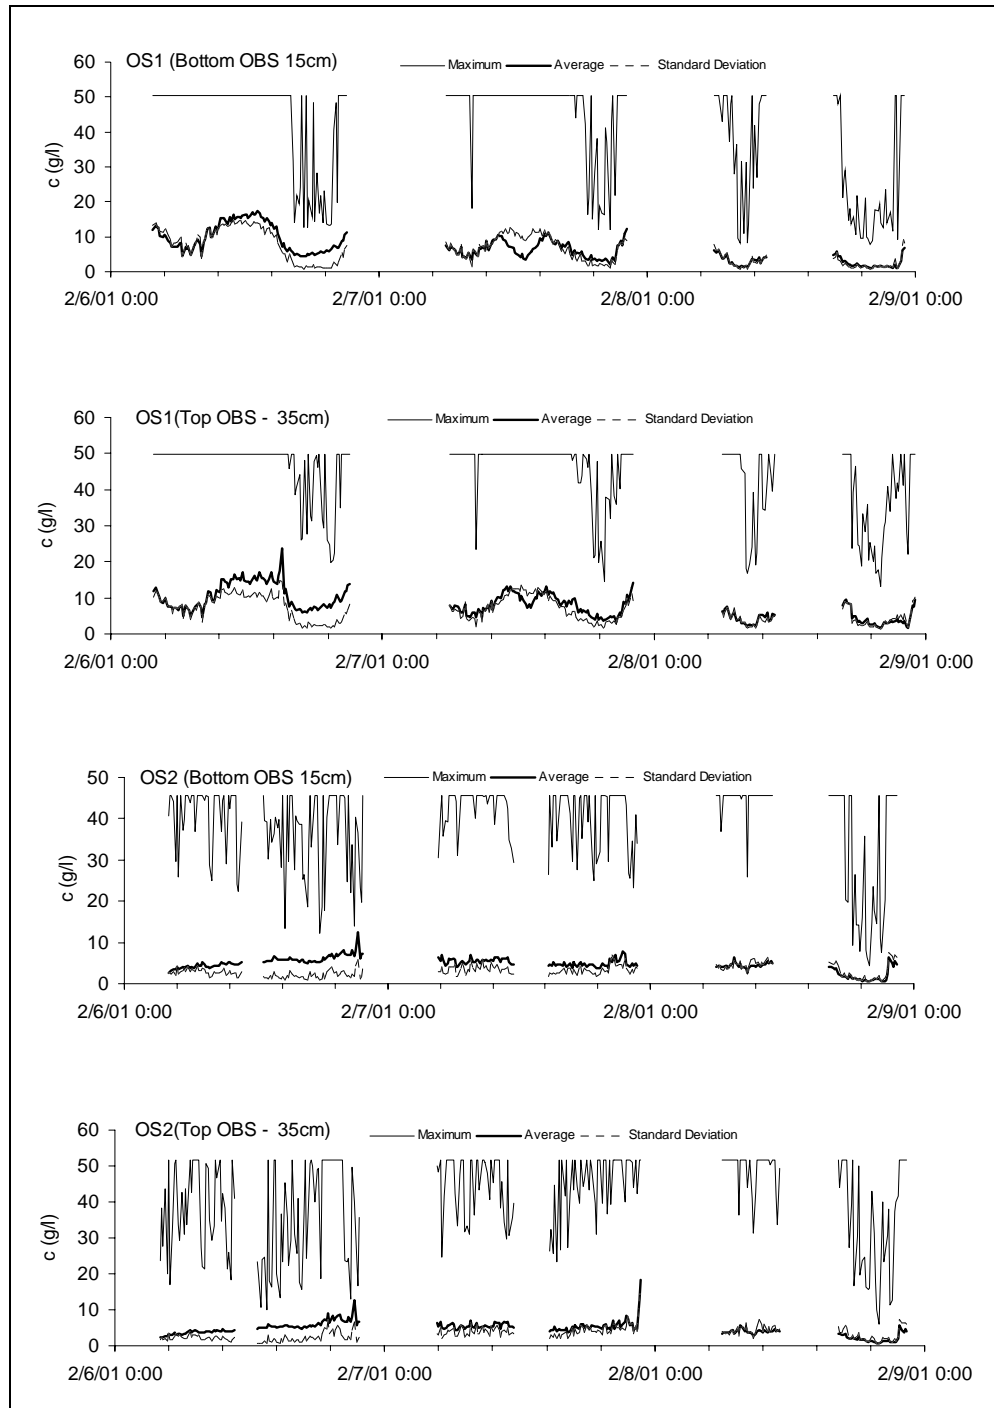 OS1 (Bottom OBS 15cm)
Maximum Average Standard Deviation
c (g/l)
60
50
40
30
20
10
0
2/6/01 0:00 2/7/01 0:00 2/8/01 0:00 2/9/01 0:00
OS1(Top OBS - 35cm)
Maximum Average Standard Deviation
c (g/l)
60
50
40
30
20
10
0
2/6/01 0:00 2/7/01 0:00 2/8/01 0:00 2/9/01 0:00
OS2 (Bottom OBS 15cm)
Maximum Average Standard Deviation
c (g/l)
50
40
30
20
10
0
2/6/01 0:00 2/7/01 0:00 2/8/01 0:00 2/9/01 0:00
OS2(Top OBS - 35cm)
Maximum Average Standard Deviation
c (g/l)
60
50
40
30
20
10
0
2/6/01 0:00 2/7/01 0:00 2/8/01 0:00 2/9/01 0:00